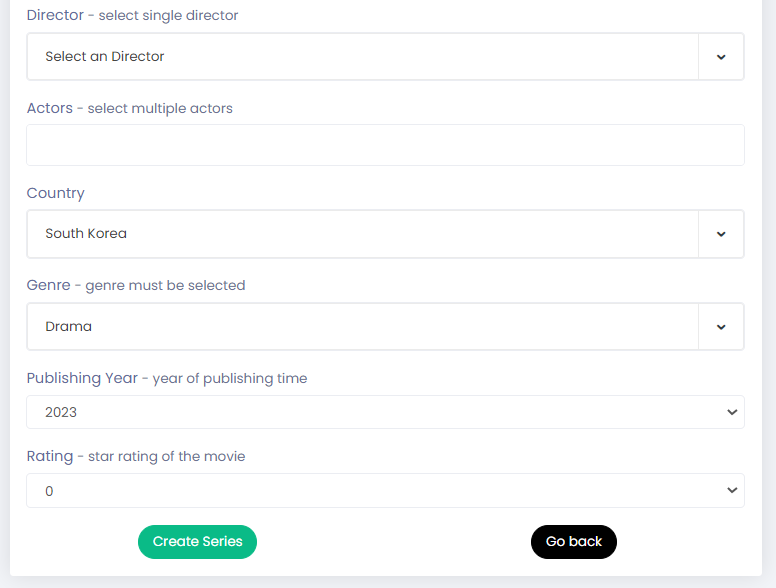 Director - select single director
Select an Director
Actors - select multiple actors
Country
South Korea
Genre - genre must be selected
Drama
Publishing Year - year of publishing time
2023
Rating - star rating of the movie
0
Create Series
Go back